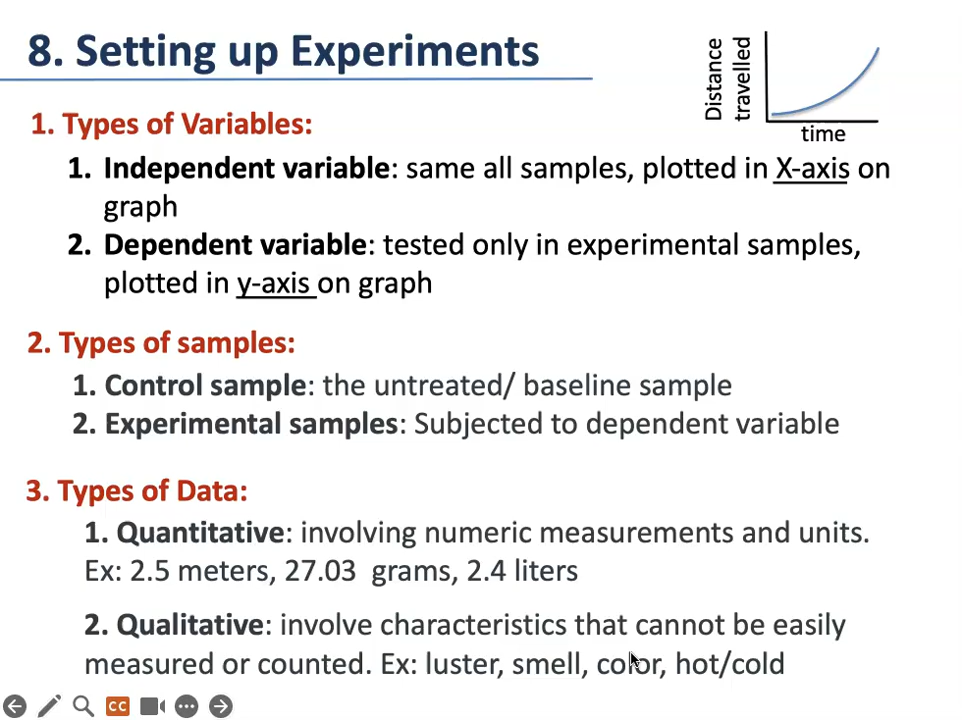 8. Setting up Experiments
Distance
travelled
time
1. Types of Variables:
1. Independent variable: same all samples, plotted in X-axis on
graph
2. Dependent variable: tested only in experimental samples,
plotted in y-axis on graph
2. Types of samples:
1. Control sample: the untreated/ baseline sample
2. Experimental samples: Subjected to dependent variable
3. Types of Data:
1. Quantitative: involving numeric measurements and units.
Ex: 2.5 meters, 27.03 grams, 2.4 liters
2. Qualitative: involve characteristics that cannot be easily
measured or counted. Ex: luster, smell, color, hot/cold
CC